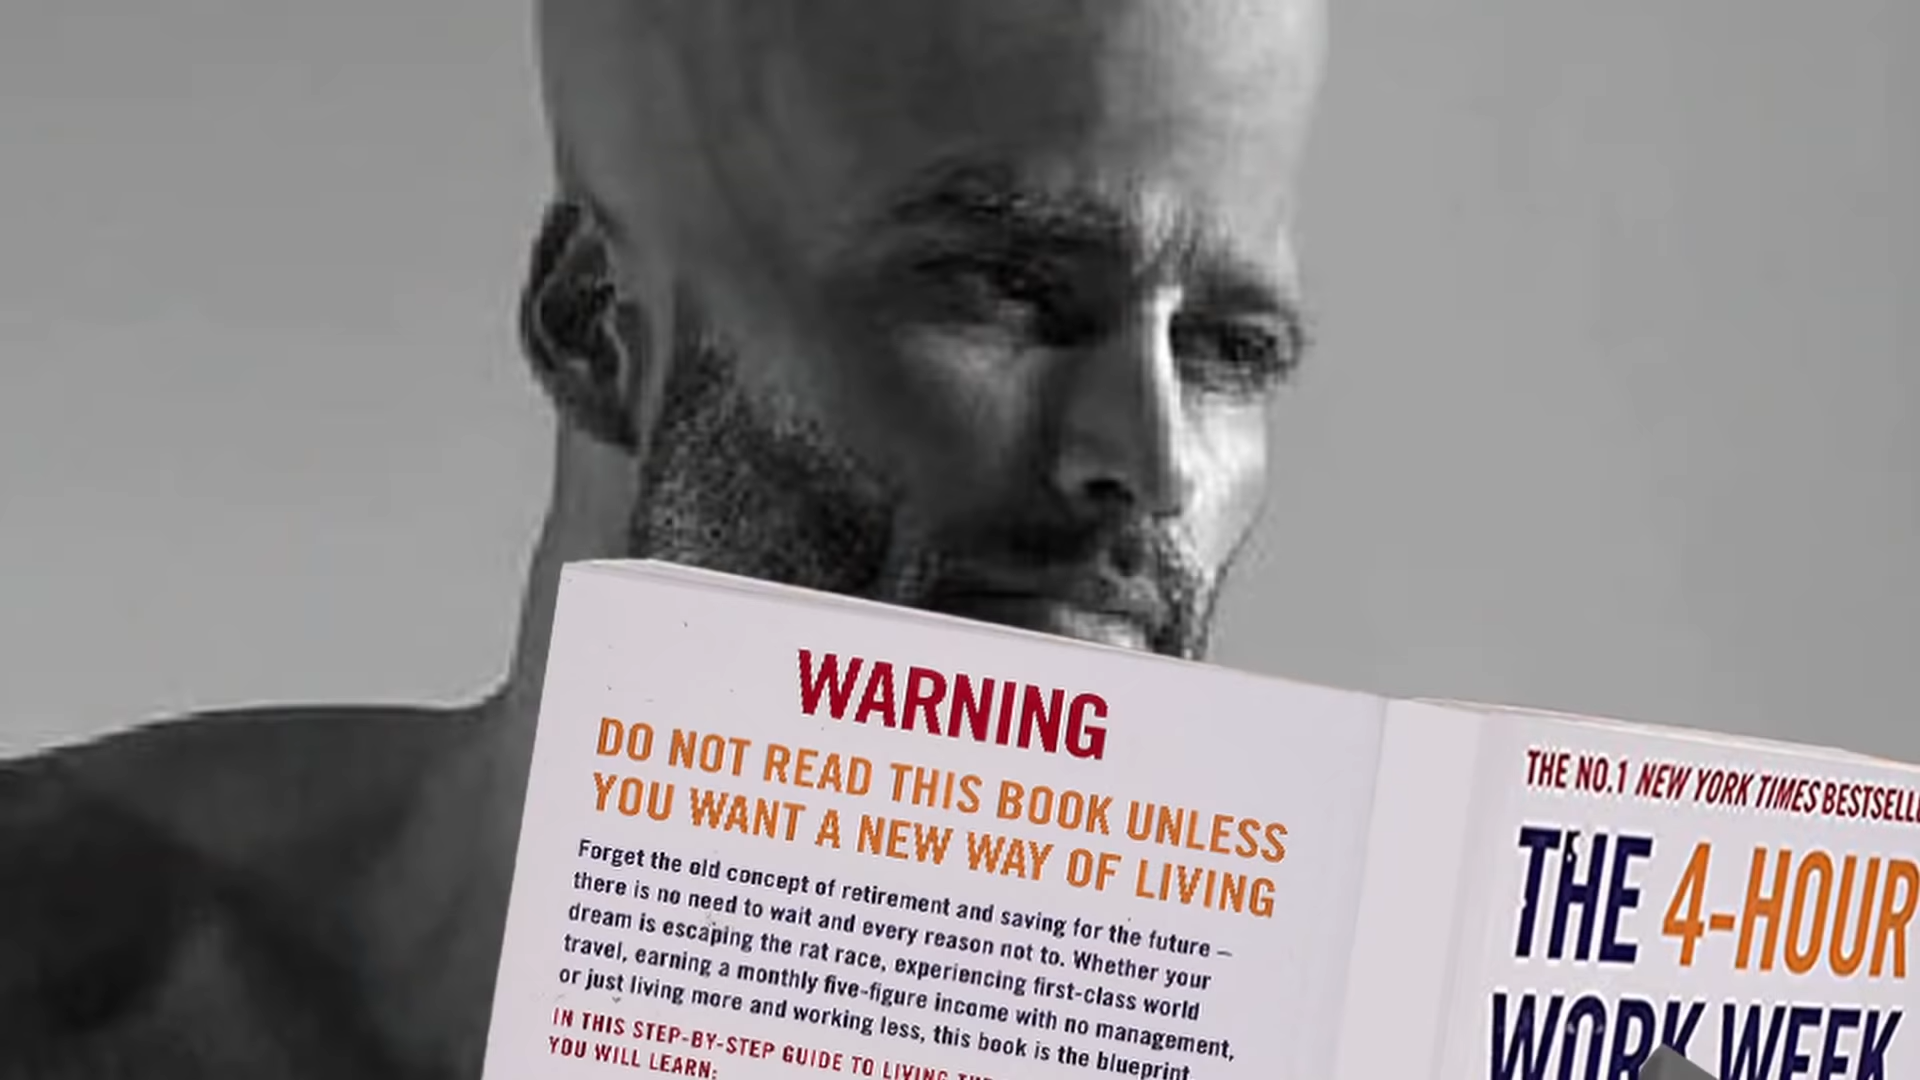 WARNING
DO NOT READ THIS BOOK UNLESS
YOU WANT A NEW WAY OF LIVING
Forget the old concept of retirement and saving for the future –
there is no need to wait and every reason not to. Whether your
dream is escaping the rat race, experiencing first-class world
travel, earning a monthly five-figure income with no management,
or just living more and working less, this book is the blueprint.
IN THIS STEP-BY-STEP GUIDE TO LIVING
YOU WILL LEARN:
THE NO.1 NEW YORK TIMES
THE 4-HOUR
WORK WEEK